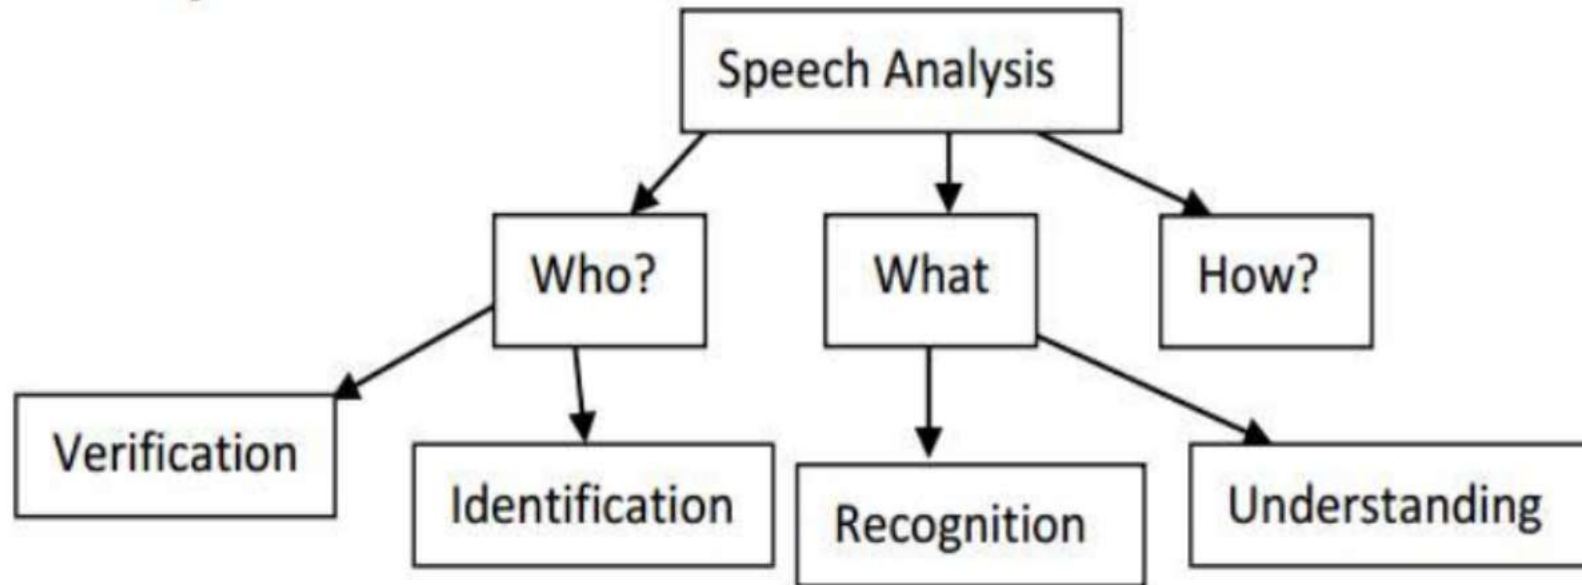 Speech Analysis
Who?
What
How?
Verification
Identification
Recognition
Understanding